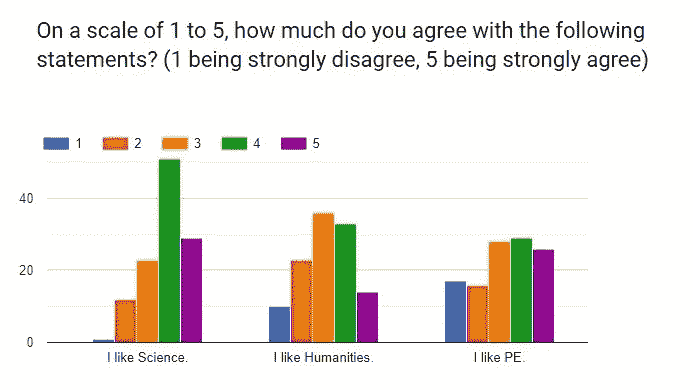 On a scale of 1 to 5, how much do you agree with the following
statements? (1 being strongly disagree, 5 being strongly agree)
1 2 3 4 5
40
20
0
I like Science. I like Humanities. I like PE.